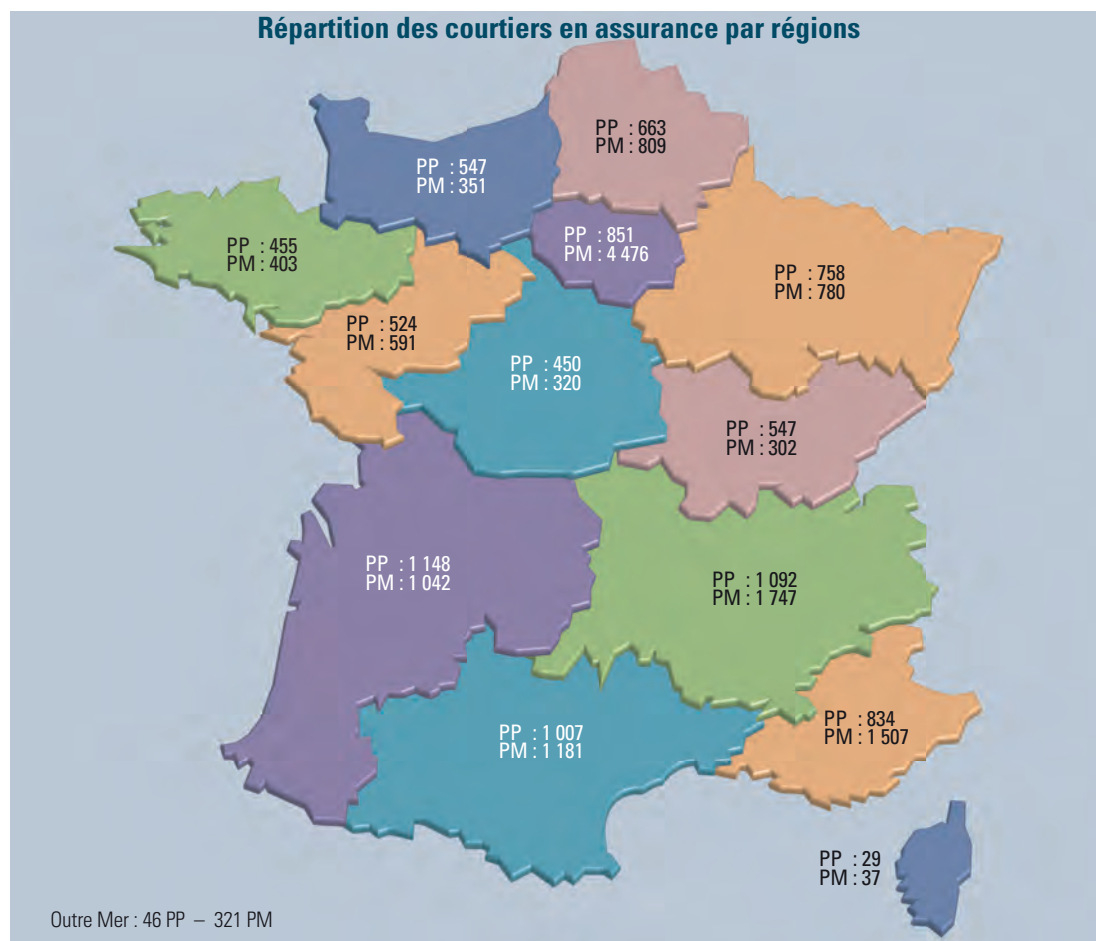 Répartition des courtiers en assurance par régions
PP : 663
PM : 809
PP : 547
PM : 351
PP : 851
PM : 4 476
PP : 455
PM : 403
PP : 758
PM : 780
PP : 524
PM : 591
PP : 450
PM : 320
PP : 547
PM : 302
PP : 1 148
PM : 1 042
PP : 1 092
PM : 1 747
PP : 834
PM : 1 507
PP : 1 007
PM : 1 181
PP : 29
PM : 37
Outre Mer : 46 PP – 321 PM